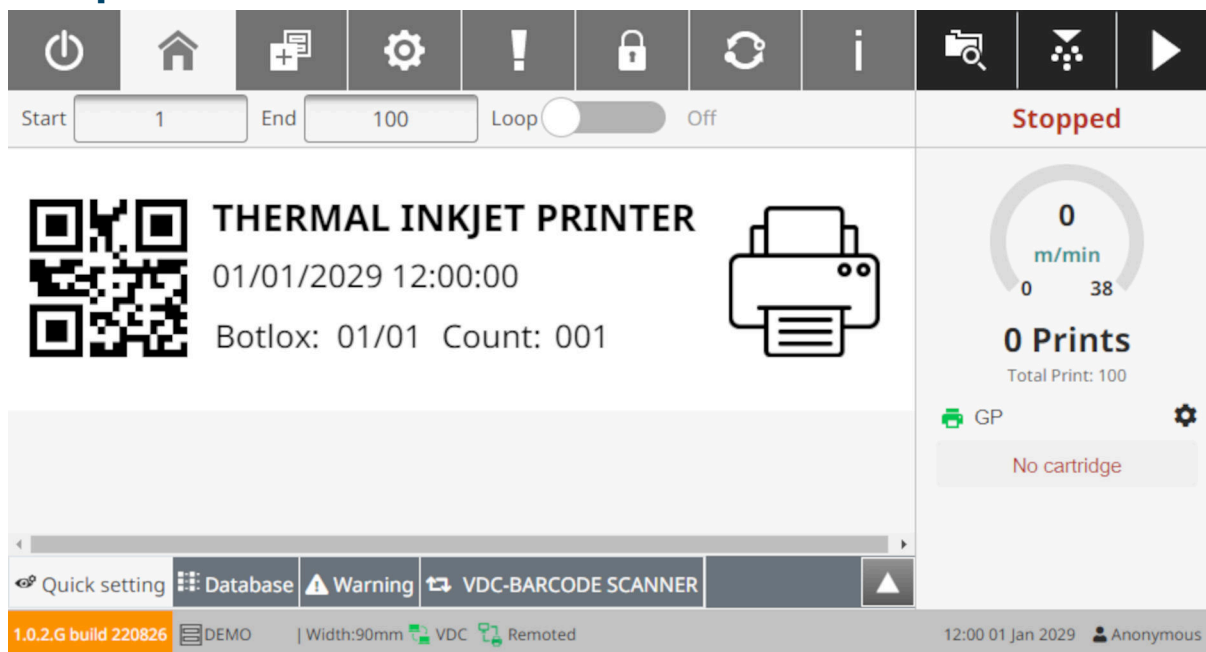 Start 1 End 100 Loop Off
Stopped
THERMAL INKJET PRINTER
01/01/2029 12:00:00
Botlox: 01/01 Count: 001
0
m/min
0 38
0 Prints
Total Print: 100
GP
No cartridge
Quick setting Database Warning VDC-BARCODE SCANNER
1.0.2.G build 220826 DEMO | Width:90mm VDC Remoted 12:00 01 Jan 2029 Anonymous